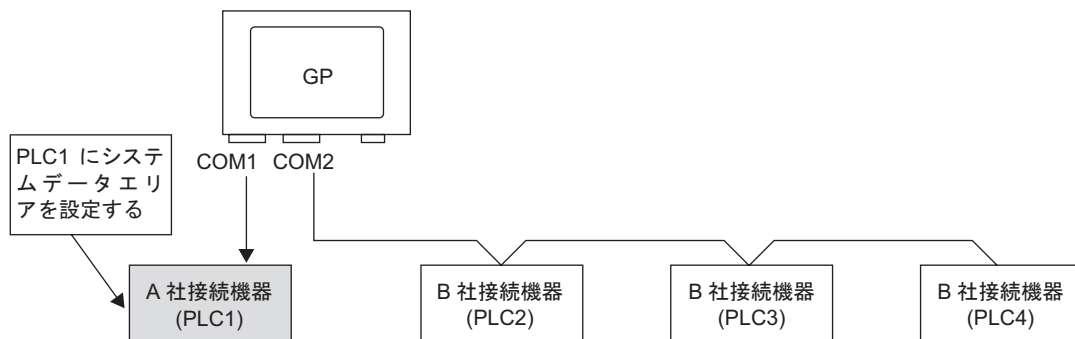 GP
COM1 COM2
PLC1 にシステ
ムデータエリ
アを設定する
A 社接続機器
(PLC1)
B 社接続機器
(PLC2)
B 社接続機器
(PLC3)
B 社接続機器
(PLC4)